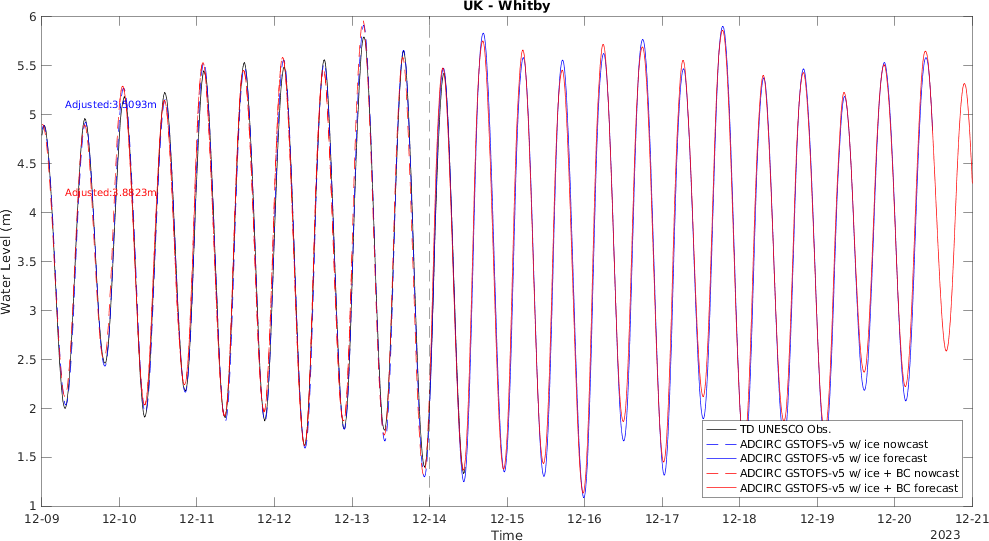 UK - Whitby
6
5.5
5
4.5
4
3.5
3
2.5
2
1.5
1
Water Level (m)
Adjusted:3.5093m
Adjusted:3.8823m
TD UNESCO Obs.
ADCIRC GSTOFS-v5 w/ ice nowcast
ADCIRC GSTOFS-v5 w/ ice forecast
ADCIRC GSTOFS-v5 w/ ice + BC nowcast
ADCIRC GSTOFS-v5 w/ ice + BC forecast
12-09 12-10 12-11 12-12 12-13 12-14 12-15 12-16 12-17 12-18 12-19 12-20 12-21
Time
2023